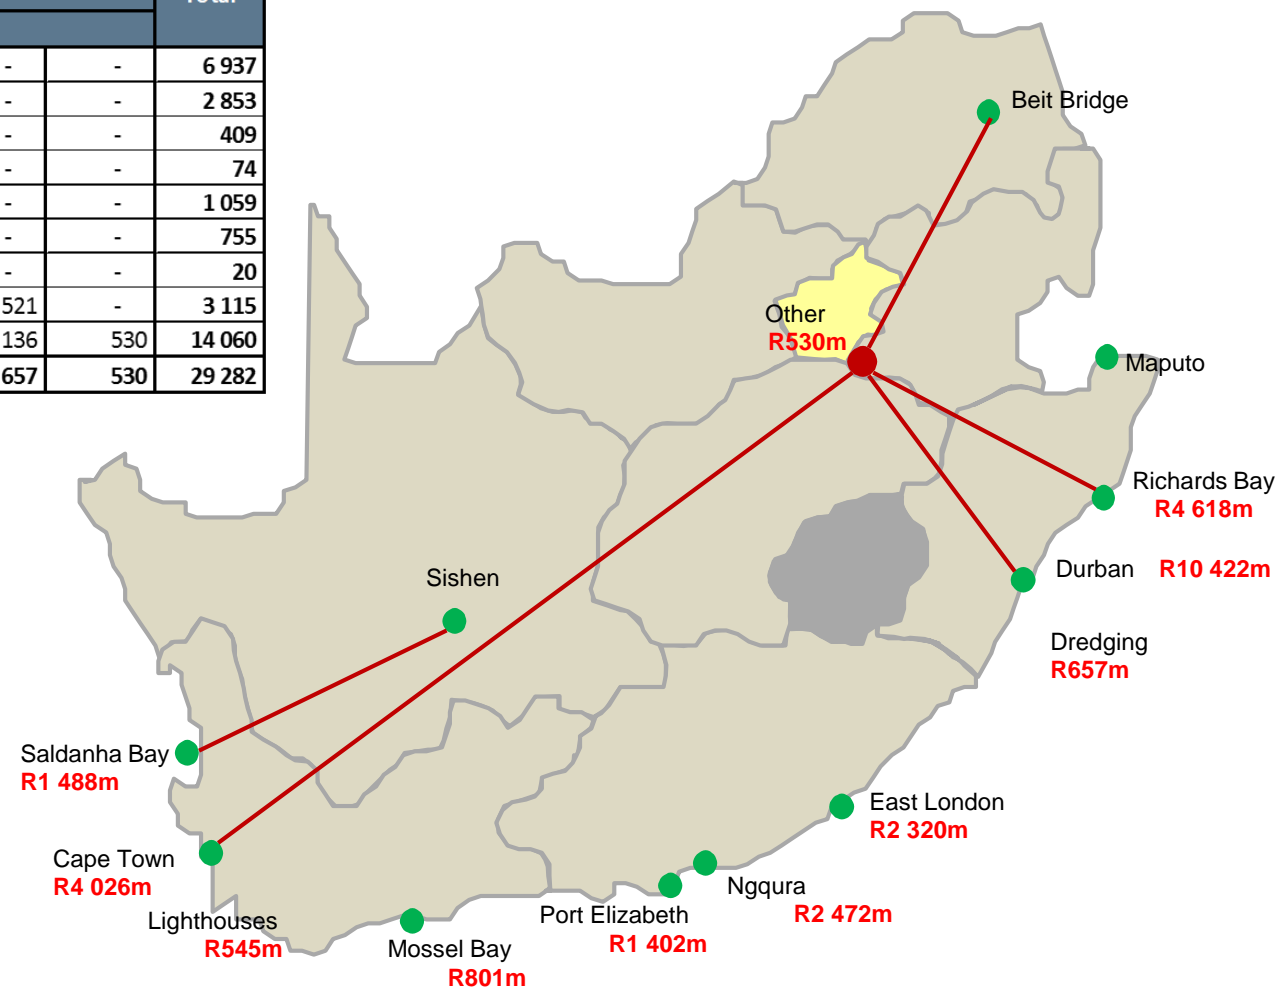 Total
- - 6 937
- - 2 853
- - 409
- - 74
- - 1 059
- - 755
- - 20
521 - 3 115
136 530 14 060
657 530 29 282
Beit Bridge
Other
R530m
Maputo
Richards Bay
R4 618m
Durban R10 422m
Sishen
Dredging
R657m
Saldanha Bay
R1 488m
East London
R2 320m
Cape Town
R4 026m
Ngqura
R2 472m
Lighthouses
R545m
Port Elizabeth
R1 402m
Mossel Bay
R801m